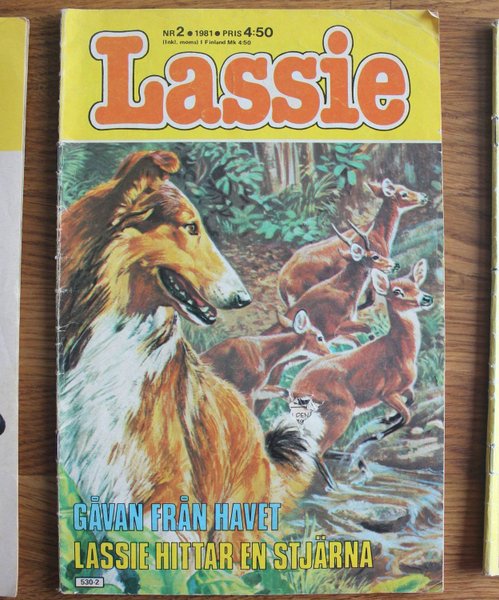 NR 2 • 1981 • PRIS 4:50
(Inkl. moms) I Finland Mk 4:50
Lassie
GÅVAN FRÅN HAVET
LASSIE HITTAR EN STJÄRNA
530-2